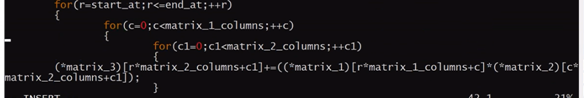 for(r=start_at;r<=end_at;++r)
{
for(c=0;c<matrix_1_columns;++c)
{
for(c1=0;c1<matrix_2_columns;++c1)
{
(*matrix_3)[r*matrix_2_columns+c1]+=((*matrix_1)[r*matrix_1_columns+c]*(*matrix_2)[c*
matrix_2_columns+c1]);
}
INSERT 42,1 21%